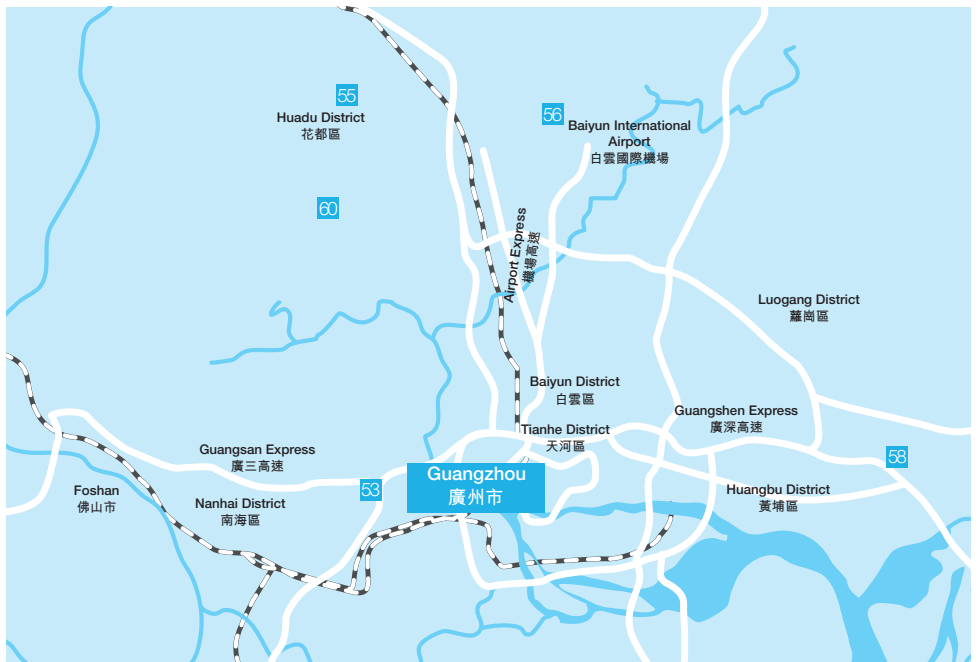 55
Huadu District
花都區
56
Baiyun International
Airport
白雲國際機場
60
Airport Express
機場高速
Luogang District
蘿崗區
Baiyun District
白雲區
Guangshen Express
廣深高速
Tianhe District
天河區
Guangsan Express
廣三高速
58
Guangzhou
廣州市
53
Foshan
佛山市
Nanhai District
南海區
Huangbu District
黃埔區